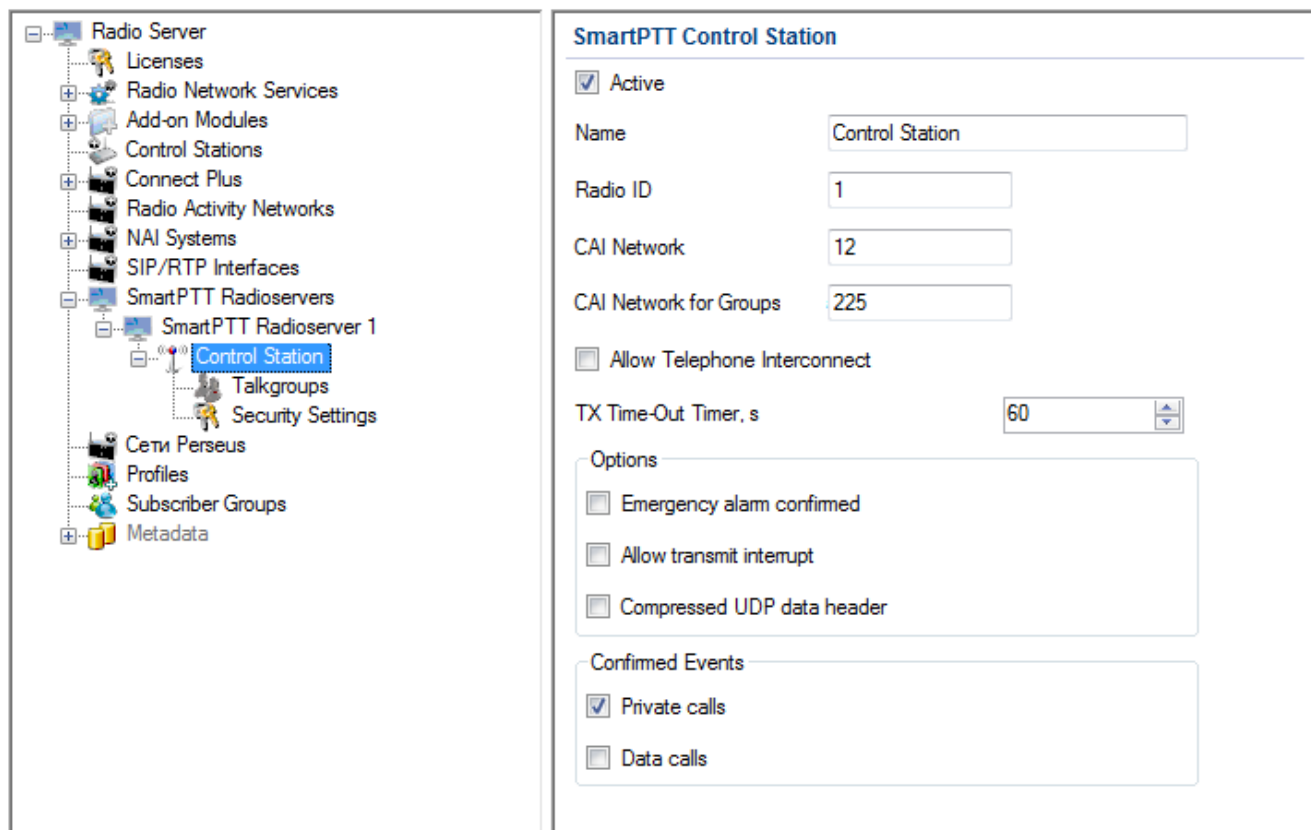 Radio Server
Licenses
Radio Network Services
Add-on Modules
Control Stations
Connect Plus
Radio Activity Networks
NAI Systems
SIP/RTP Interfaces
SmartPTT Radioservers
SmartPTT Radioserver 1
Control Station
Talkgroups
Security Settings
Сети Perseus
Profiles
Subscriber Groups
Metadata
SmartPTT Control Station
Active
Name Control Station
Radio ID 1
CAI Network 12
CAI Network for Groups 225
Allow Telephone Interconnect
TX Time-Out Timer, s 60
Options
Emergency alarm confirmed
Allow transmit interrupt
Compressed UDP data header
Confirmed Events
Private calls
Data calls